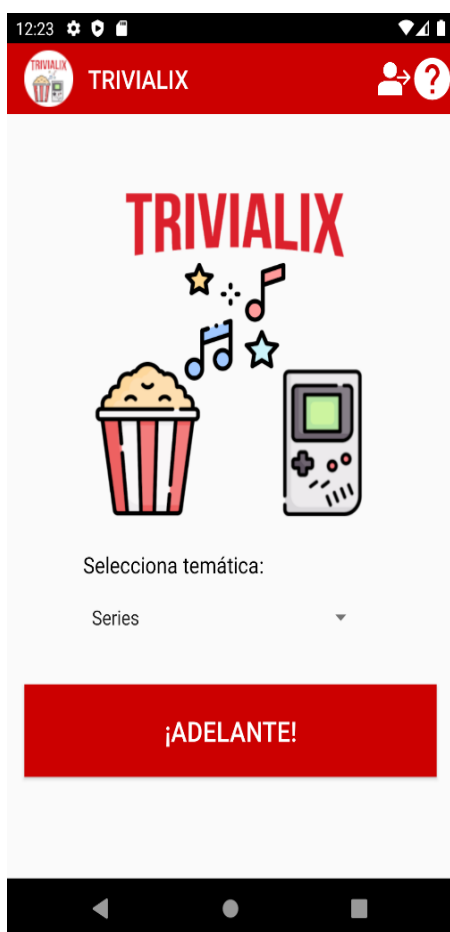 12:23
TRIVIALIX
TRIVIALIX
?
TRIVIALIX
Selecciona temática:
Series
¡ADELANTE!